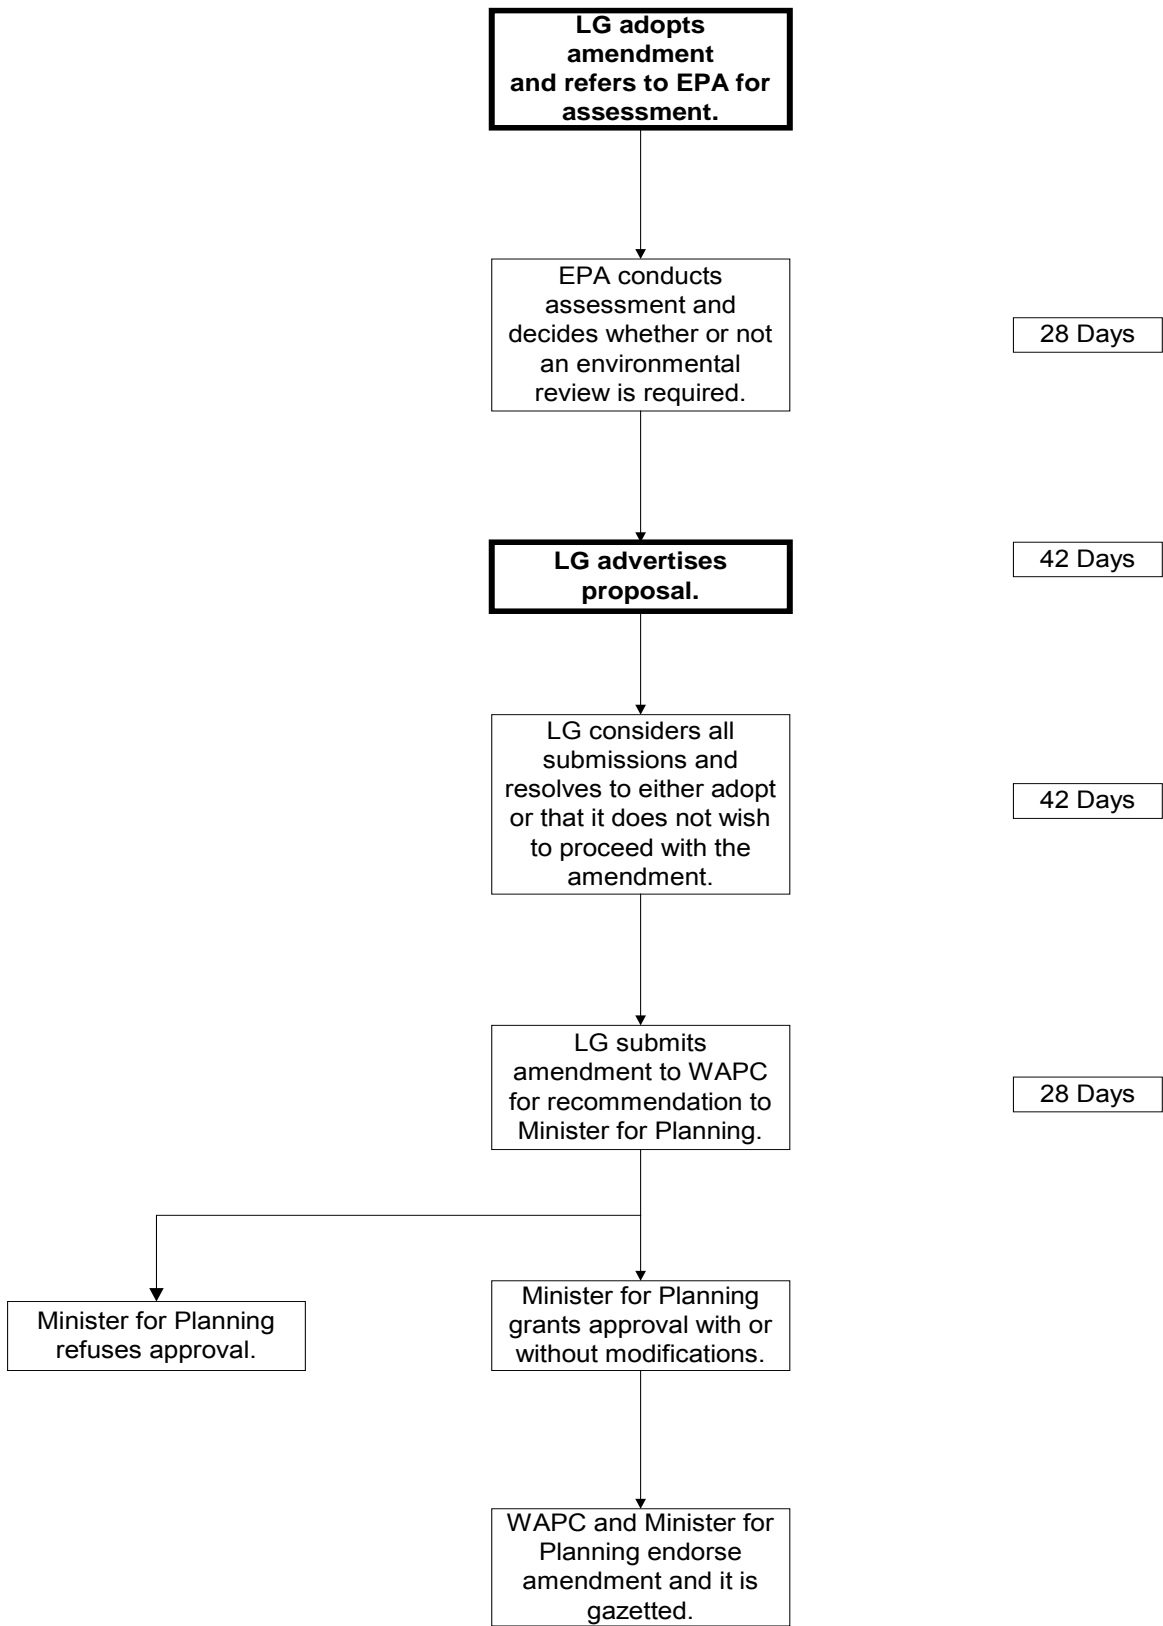 LG adopts
amendment
and refers to EPA for
assessment.
EPA conducts
assessment and
decides whether or not
an environmental
review is required.
28 Days
LG advertises
proposal.
42 Days
LG considers all
submissions and
resolves to either adopt
or that it does not wish
to proceed with the
amendment.
42 Days
LG submits
amendment to WAPC
for recommendation to
Minister for Planning.
28 Days
Minister for Planning
refuses approval.
Minister for Planning
grants approval with or
without modifications.
WAPC and Minister for
Planning endorse
amendment and it is
gazetted.